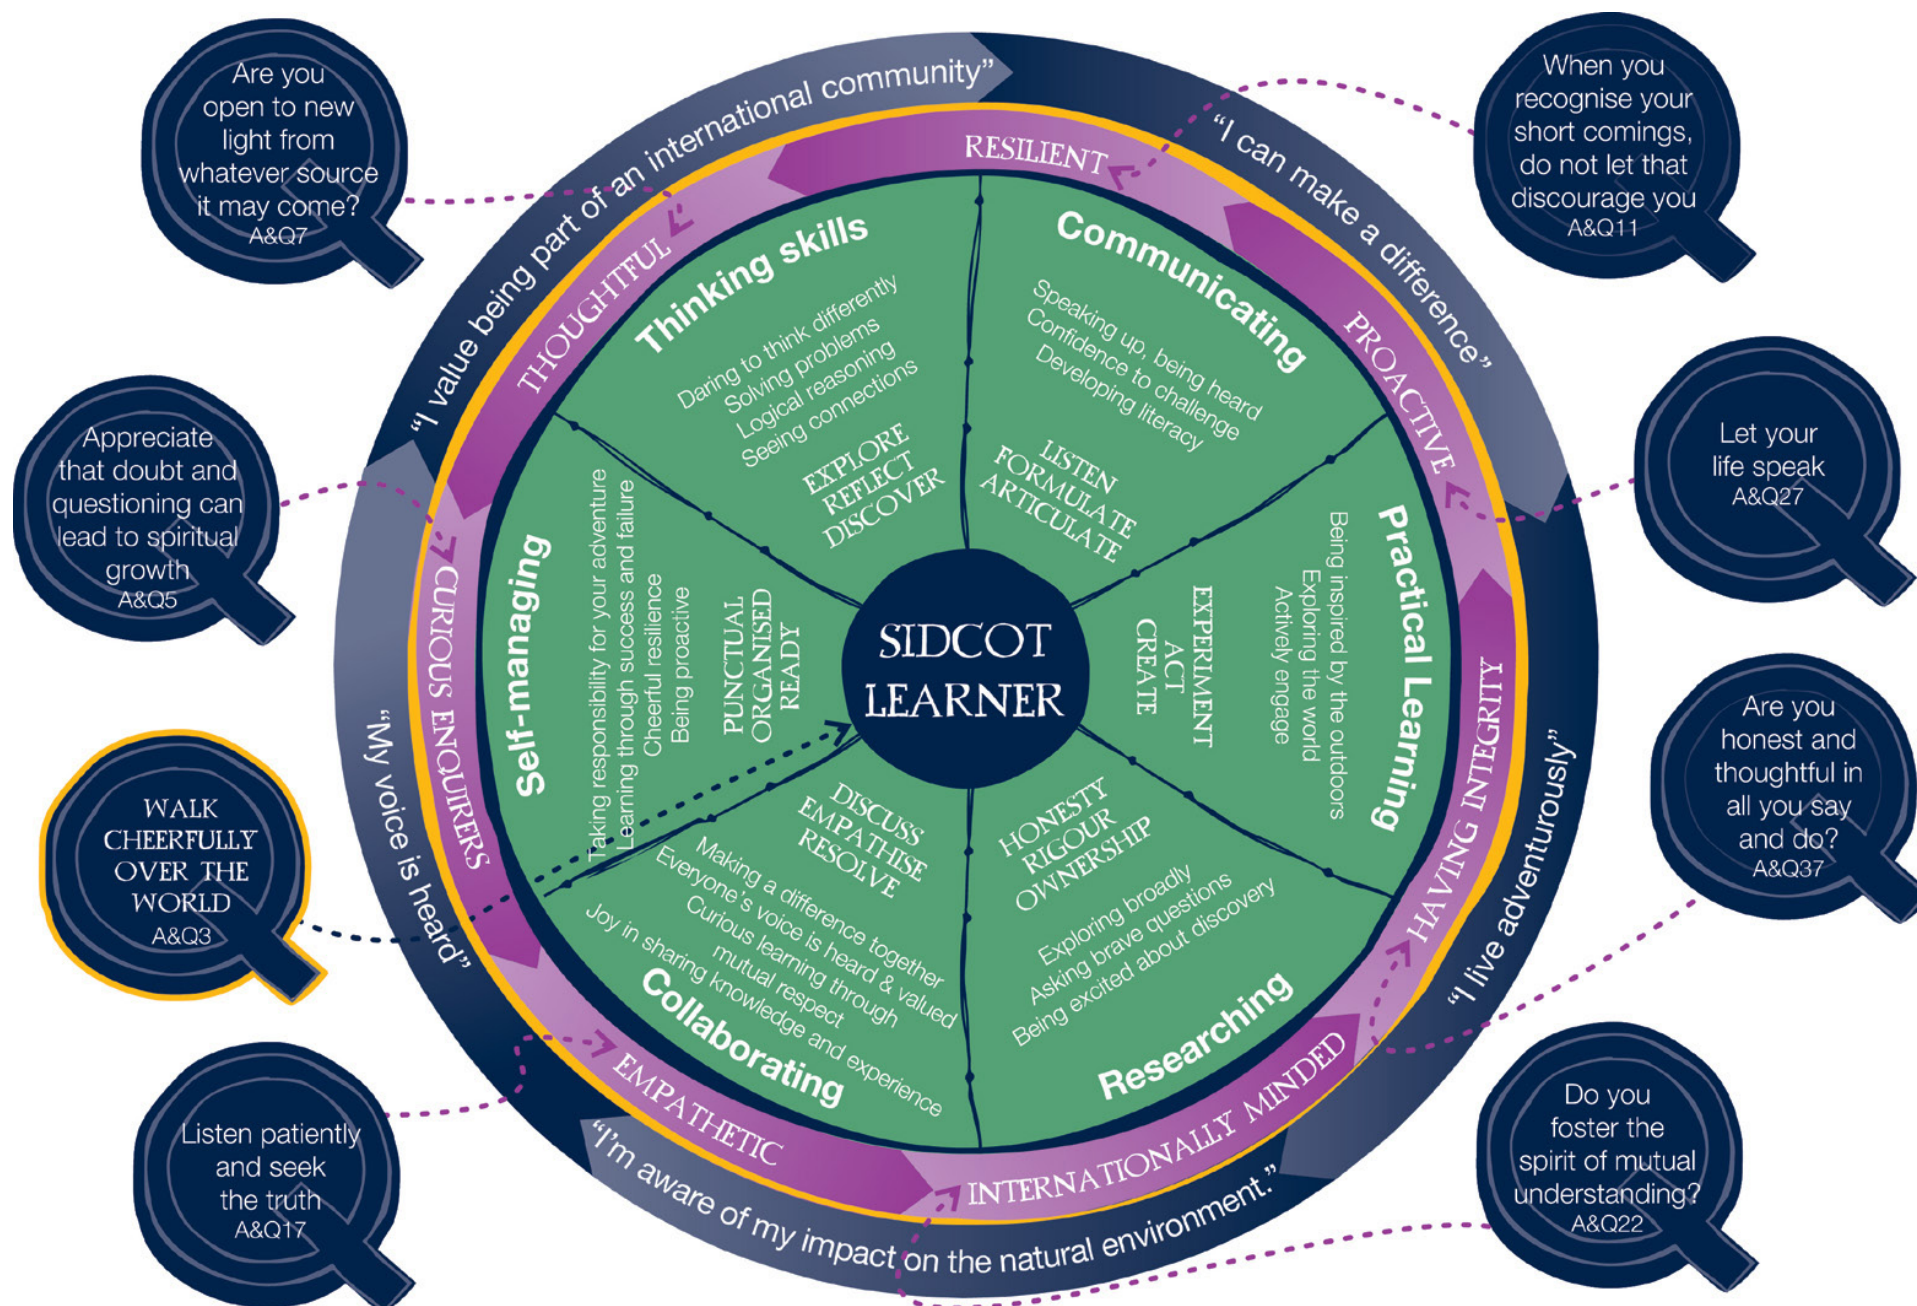 Are you
open to new
light from
whatever source
it may come?
A&Q7
Appreciate
that doubt and
questioning can
lead to spiritual
growth
A&Q5
WALK
CHEERFULLY
OVER THE
WORLD
A&Q3
Listen patiently
and seek
the truth
A&Q17
"I value being part of an international community"
"I can make a difference"
"I live adventurously"
"I'm aware of my impact on the natural environment."
"My voice is heard"
RESILIENT
PROACTIVE
HAVING INTEGRITY
INTERNATIONALLY MINDED
EMPATHETIC
CURIOUS ENQUIRERS
THOUGHTFUL
Thinking skills
Daring to think differently
Solving problems
Logical reasoning
Seeing connections
EXPLORE
REFLECT
DISCOVER
Communicating
Speaking up, being heard
Confidence to challenge
Developing literacy
LISTEN
FORMULATE
ARTICULATE
Practical Learning
Being inspired by the outdoors
Exploring the world
Actively engage
EXPERIMENT
ACT
CREATE
HONESTY
RIGOUR
OWNERSHIP
Exploring broadly
Asking brave questions
Being excited about discovery
Researching
DISCUSS
EMPATHISE
RESOLVE
Making a difference together
Everyone's voice is heard & valued
Curious learning through
mutual respect
Joy in sharing knowledge and experience
Collaborating
Self-managing
Taking responsibility for your adventure
Learning through success and failure
Cheerful resilience
Being proactive
PUNCTUAL
ORGANISED
READY
SIDCOT
LEARNER
When you
recognise your
short comings,
do not let that
discourage you
A&Q11
Let your
life speak
A&Q27
Are you
honest and
thoughtful in
all you say
and do?
A&Q37
Do you
foster the
spirit of mutual
understanding?
A&Q22